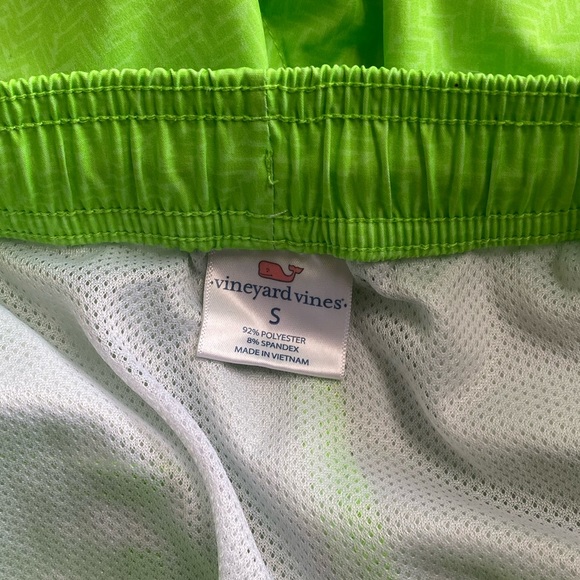 vineyard vines®
S
92% POLYESTER
8% SPANDEX
MADE IN VIETNAM